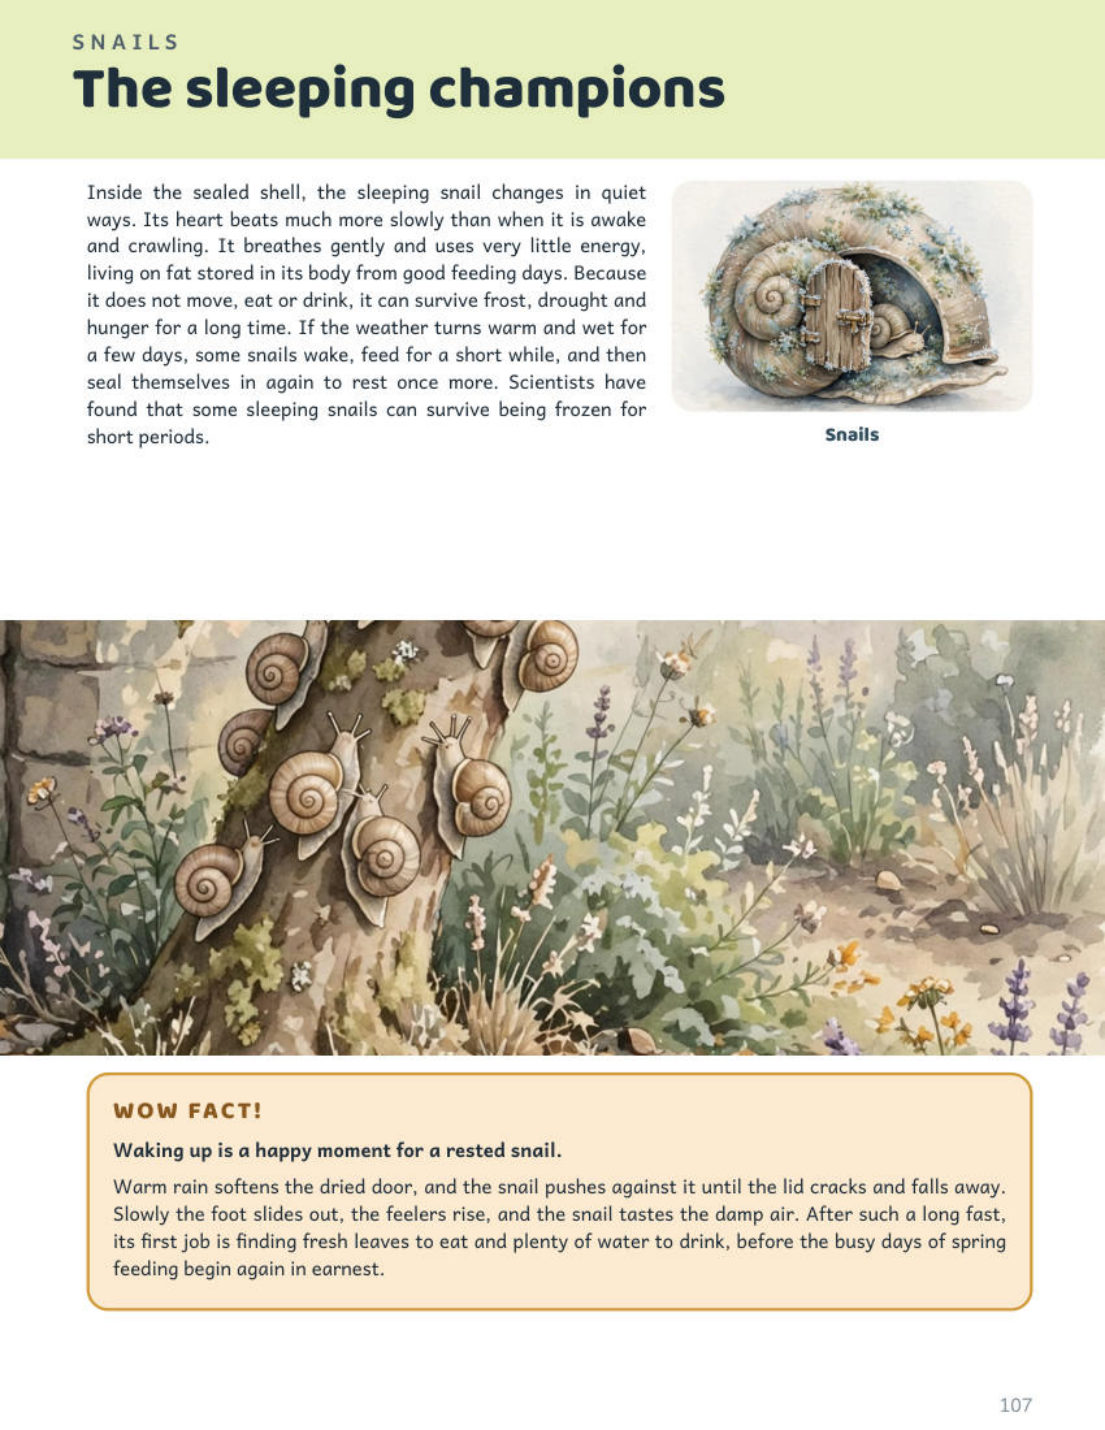 SNAILS
The sleeping champions
Inside the sealed shell, the sleeping snail changes in quiet
ways. Its heart beats much more slowly than when it is awake
and crawling. It breathes gently and uses very little energy,
living on fat stored in its body from good feeding days. Because
it does not move, eat or drink, it can survive frost, drought and
hunger for a long time. If the weather turns warm and wet for
a few days, some snails wake, feed for a short while, and then
seal themselves in again to rest once more. Scientists have
found that some sleeping snails can survive being frozen for
short periods.
Snails
WOW FACT!
Waking up is a happy moment for a rested snail.
Warm rain softens the dried door, and the snail pushes against it until the lid cracks and falls away.
Slowly the foot slides out, the feelers rise, and the snail tastes the damp air. After such a long fast,
its first job is finding fresh leaves to eat and plenty of water to drink, before the busy days of spring
feeding begin again in earnest.
107